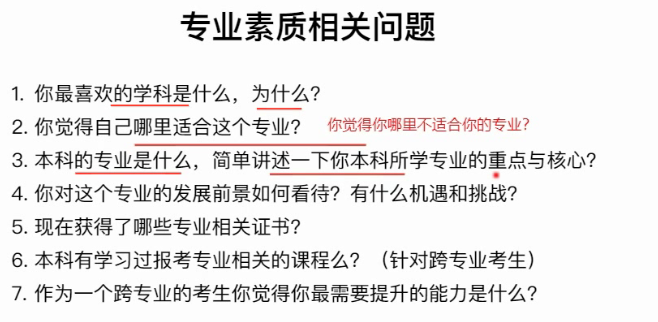 专业素质相关问题
1. 你最喜欢的学科是什么，为什么？
2. 你觉得自己哪里适合这个专业？ 你觉得你哪里不适合你的专业？
3. 本科的专业是什么，简单讲述一下你本科所学专业的重点与核心？
4. 你对这个专业的发展前景如何看待？有什么机遇和挑战？
5. 现在获得了哪些专业相关证书？
6. 本科有学习过报考专业相关的课程么？（针对跨专业考生）
7. 作为一个跨专业的考生你觉得你最需要提升的能力是什么？